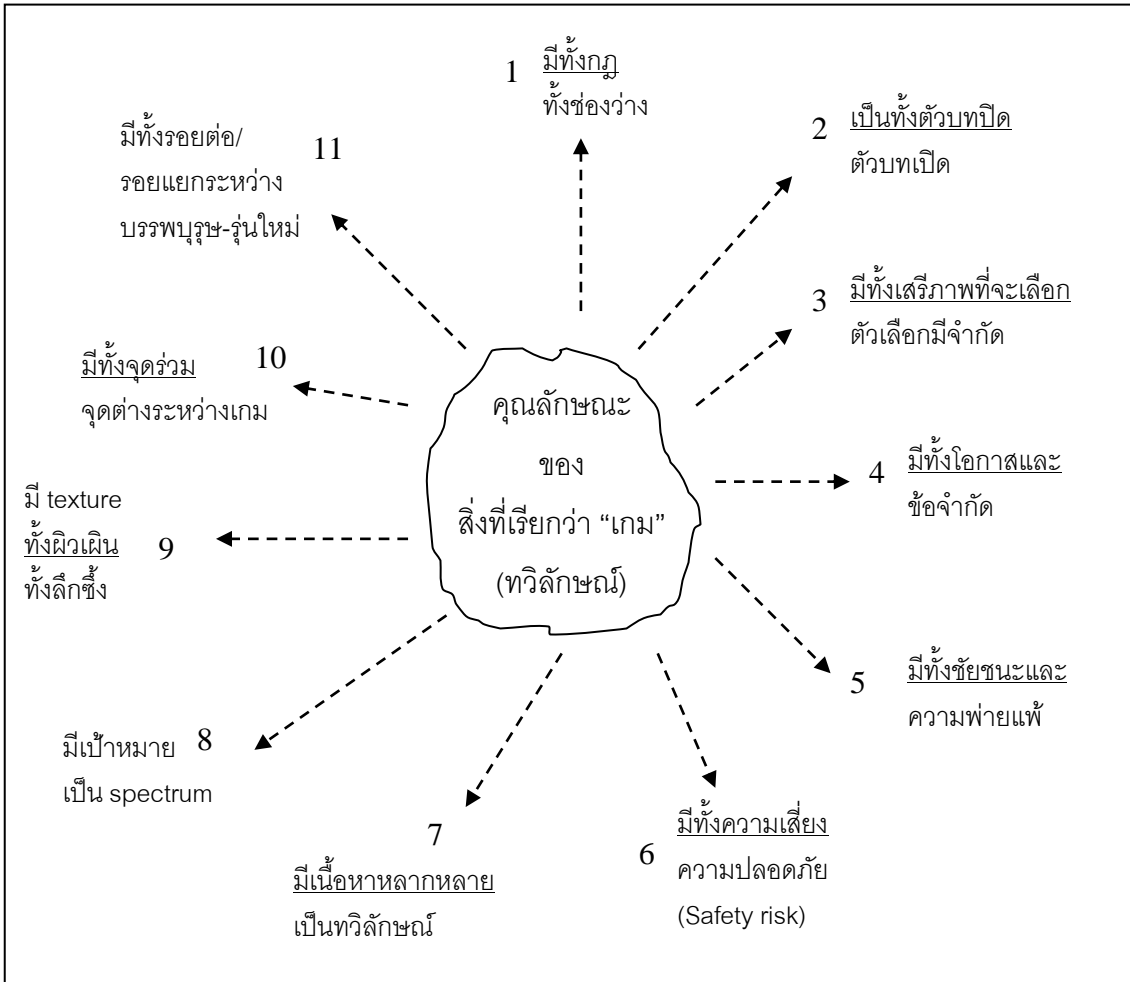 คุณลักษณะ
ของ
สิ่งที่เรียกว่า “เกม”
(ทวิลักษณ์)
1 มีทั้งกฎ
ทั้งช่องว่าง
2 เป็นทั้งตัวบทปิด
ตัวบทเปิด
3 มีทั้งเสรีภาพที่จะเลือก
ตัวเลือกมีจำกัด
4 มีทั้งโอกาสและ
ข้อจำกัด
5 มีทั้งชัยชนะและ
ความพ่ายแพ้
6 มีทั้งความเสี่ยง
ความปลอดภัย
(Safety risk)
7
มีเนื้อหาหลากหลาย
เป็นทวิลักษณ์
มีเป้าหมาย 8
เป็น spectrum
มี texture
ทั้งผิวเผิน 9
ทั้งลึกซึ้ง
มีทั้งจุดร่วม 10
จุดต่างระหว่างเกม
มีทั้งรอยต่อ/ 11
รอยแยกระหว่าง
บรรพบุรุษ-รุ่นใหม่